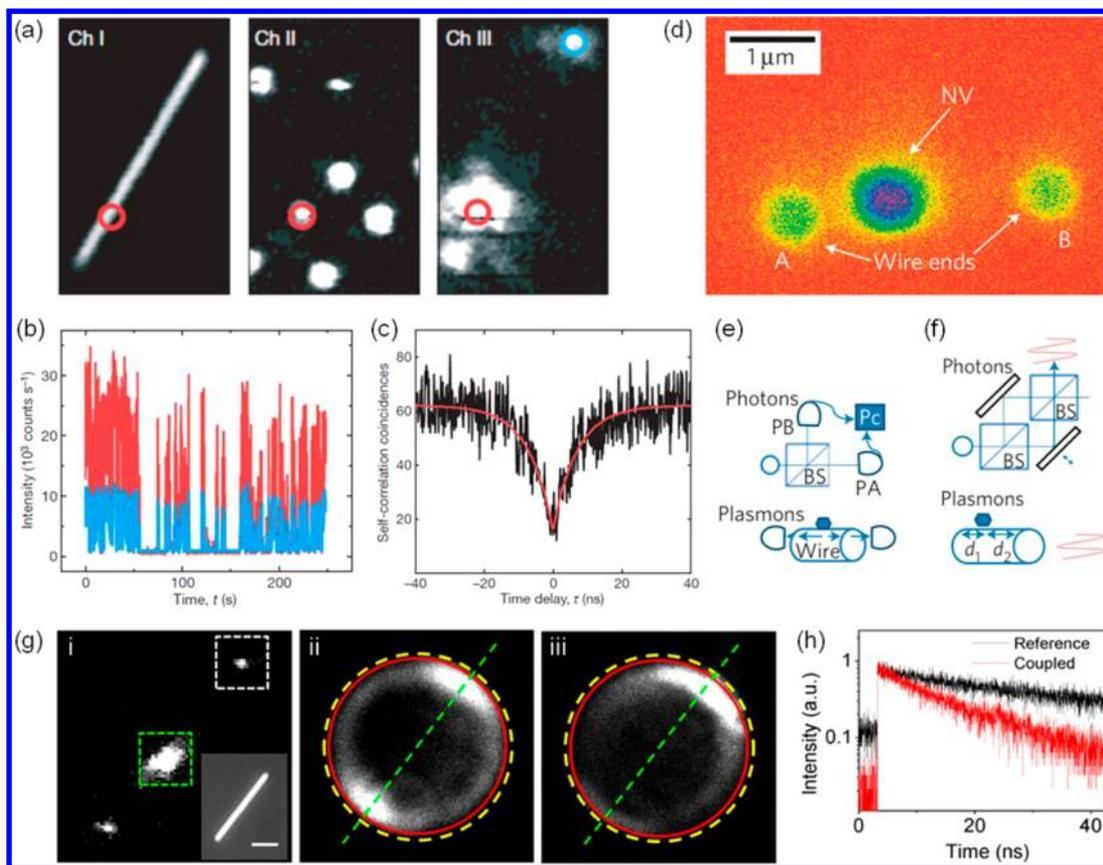 (a)
Ch I
Ch II
Ch III
(d)
1 μm
NV
Wire ends
A
B
(b)
Intensity (10³ counts s⁻¹)
30
20
10
0
0
100
200
Time, t (s)
(c)
Self-correlation coincidences
80
60
40
20
−40
−20
0
20
40
Time delay, τ (ns)
(e)
Photons
PB
Pc
BS
PA
Plasmons
Wire
(f)
Photons
BS
BS
Plasmons
d₁
d₂
(g)
i
ii
iii
(h)
Reference
Coupled
Intensity (a.u.)
1
0.1
0
20
40
Time (ns)